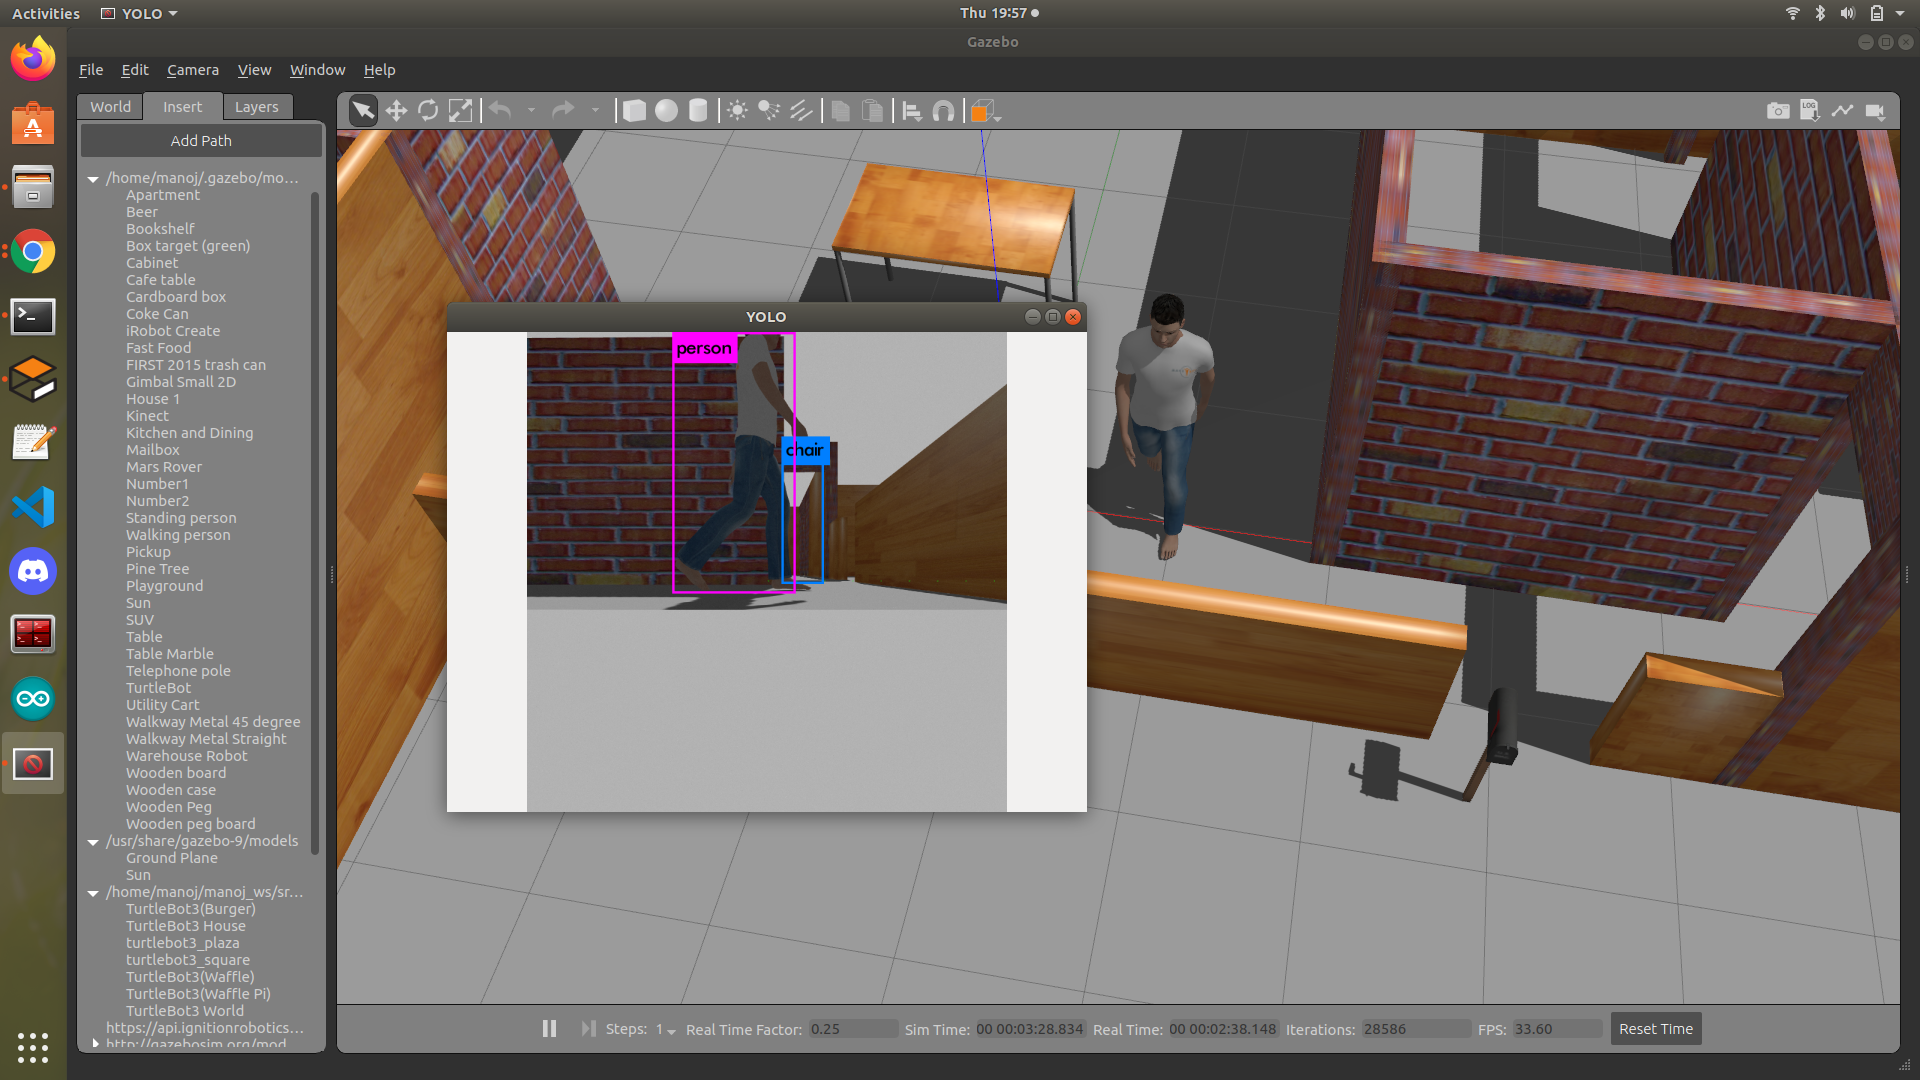 Activities
YOLO
Thu 19:57
Gazebo
File Edit Camera View Window Help
World Insert Layers
Add Path
/home/manoj/.gazebo/mo…
Apartment
Beer
Bookshelf
Box target (green)
Cabinet
Cafe table
Cardboard box
Coke Can
iRobot Create
Fast Food
FIRST 2015 trash can
Gimbal Small 2D
House 1
Kinect
Kitchen and Dining
Mailbox
Mars Rover
Number1
Number2
Standing person
Walking person
Pickup
Pine Tree
Playground
Sun
SUV
Table
Table Marble
Telephone pole
TurtleBot
Utility Cart
Walkway Metal 45 degree
Walkway Metal Straight
Warehouse Robot
Wooden board
Wooden case
Wooden Peg
Wooden peg board
/usr/share/gazebo-9/models
Ground Plane
Sun
/home/manoj/manoj_ws/sr…
TurtleBot3(Burger)
TurtleBot3 House
turtlebot3_plaza
turtlebot3_square
TurtleBot3(Waffle)
TurtleBot3(Waffle Pi)
TurtleBot3 World
https://api.ignitionrobotics…
http://gazebosim.org/mod
LOG
YOLO
person
chair
Steps: 1 Real Time Factor: 0.25 Sim Time: 00 00:03:28.834 Real Time: 00 00:02:38.148 Iterations: 28586 FPS: 33.60 Reset Time